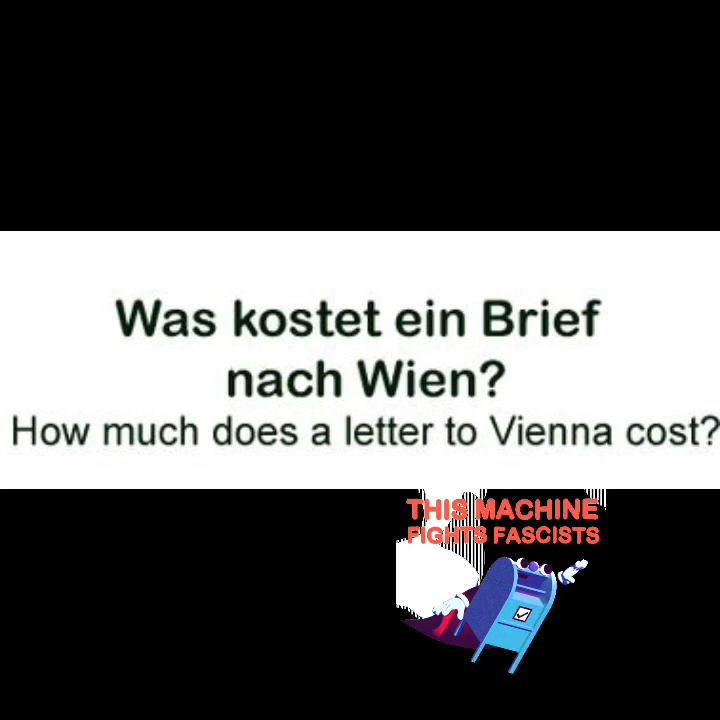 Was kostet ein Brief
nach Wien?
How much does a letter to Vienna cost?
THIS MACHINE
FIGHTS FASCISTS